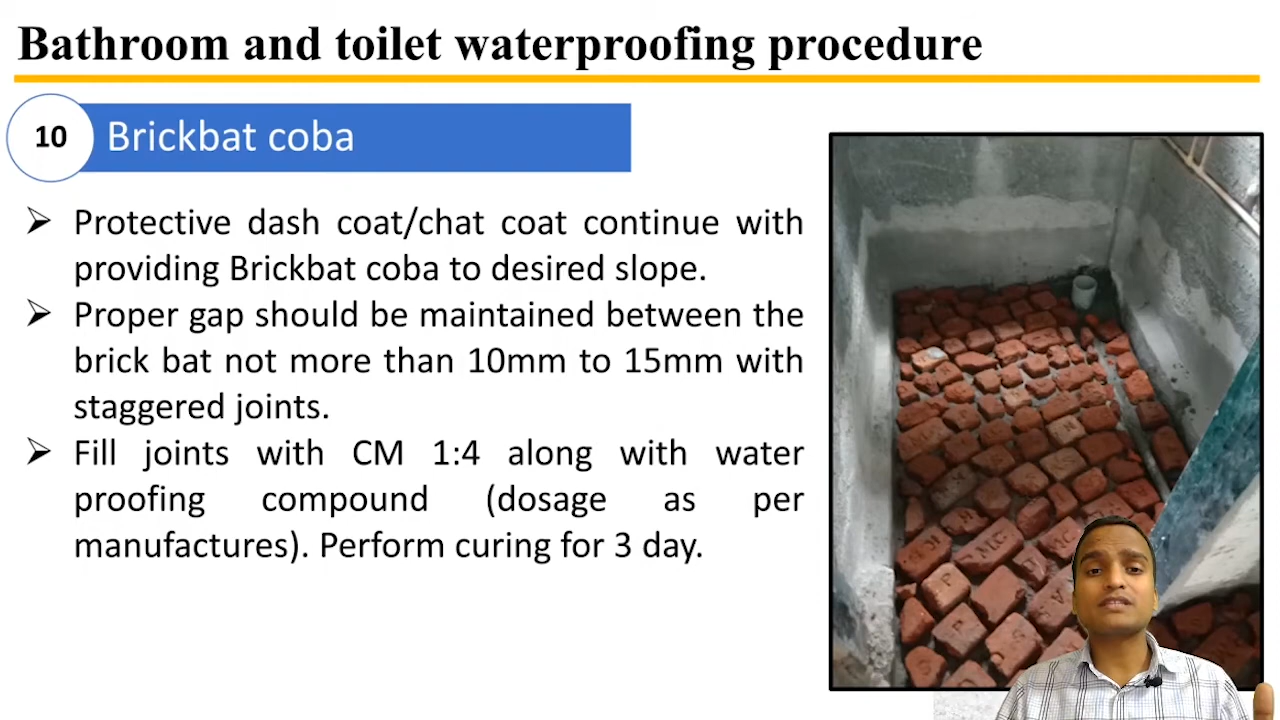 Bathroom and toilet waterproofing procedure
10 Brickbat coba
➢ Protective dash coat/chat coat continue with
providing Brickbat coba to desired slope.
➢ Proper gap should be maintained between the
brick bat not more than 10mm to 15mm with
staggered joints.
➢ Fill joints with CM 1:4 along with water
proofing compound (dosage as per
manufactures). Perform curing for 3 day.